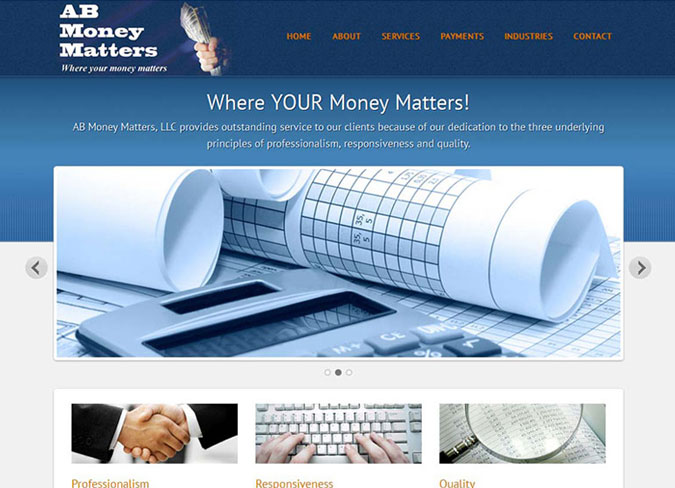 AB
Money
Matters
Where your money matters
HOME ABOUT SERVICES PAYMENTS INDUSTRIES CONTACT
Where YOUR Money Matters!
AB Money Matters, LLC provides outstanding service to our clients because of our dedication to the three underlying
principles of professionalism, responsiveness and quality.
Professionalism Responsiveness Quality